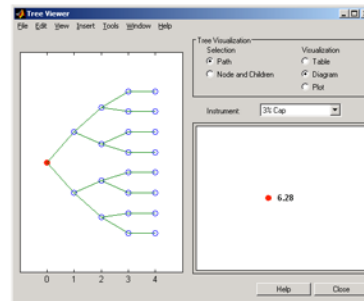 Tree Viewer
File Edit View Insert Tools Window Help
Tree Visualization
Selection
Visualization
Path
Table
Node and Children
Diagram
Plot
Instrument:
3% Cap
6.28
0 1 2 3 4
Help
Close